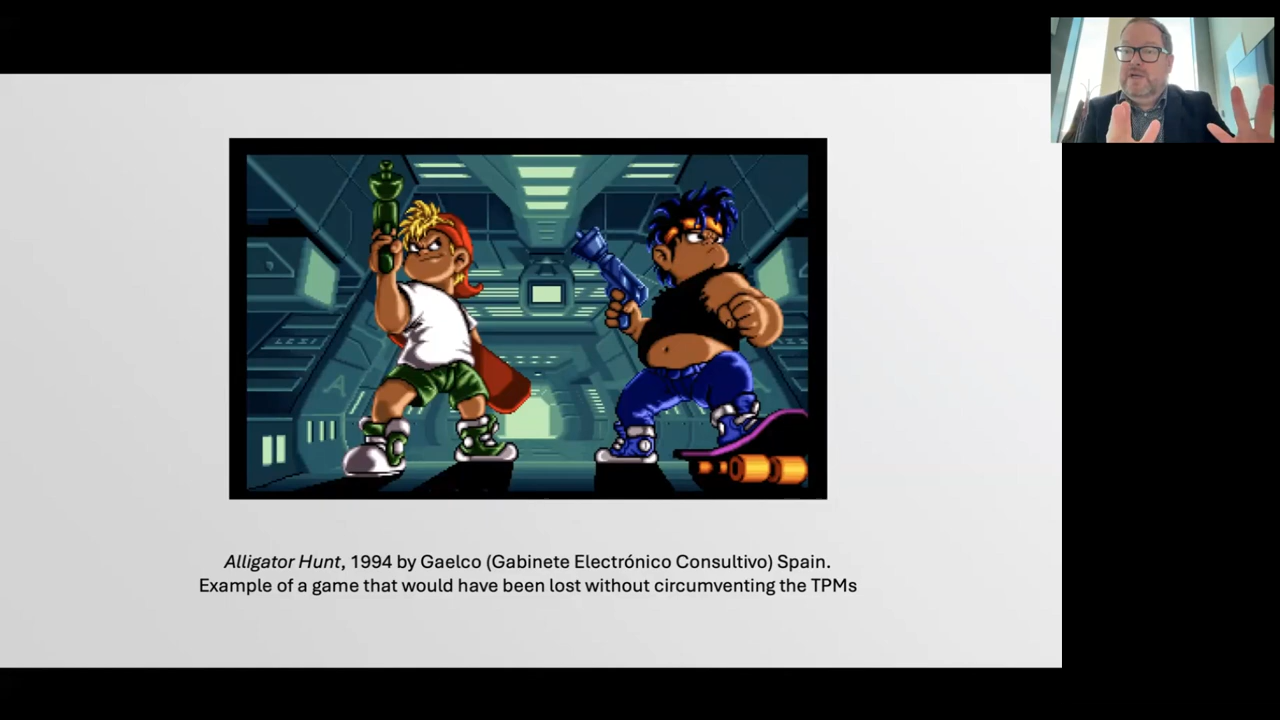 Alligator Hunt, 1994 by Gaelco (Gabinete Electrónico Consultivo) Spain.
Example of a game that would have been lost without circumventing the TPMs